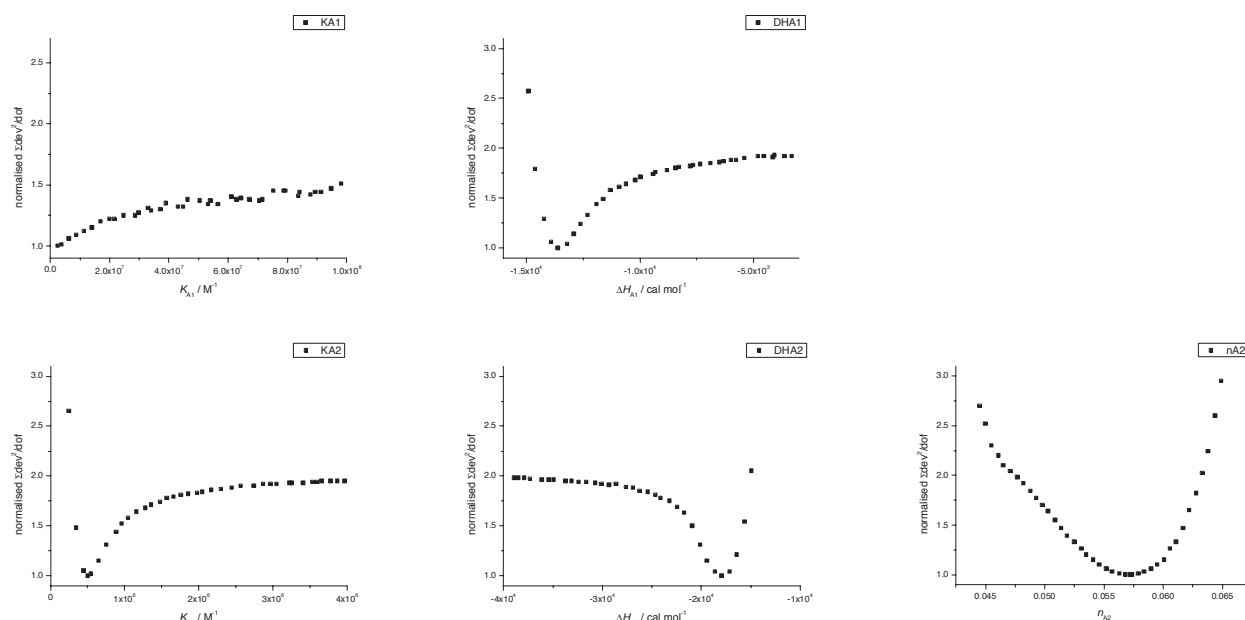 KA1
normalised Σdev²/dof
2.5
2.0
1.5
1.0
0.0 2.0x10⁷ 4.0x10⁷ 6.0x10⁷ 8.0x10⁷ 1.0x10⁸
K_A1 / M⁻¹
DHA1
normalised Σdev²/dof
3.0
2.5
2.0
1.5
1.0
-1.5x10⁴ -1.0x10⁴ -5.0x10³
ΔH_A1 / cal mol⁻¹
KA2
normalised Σdev²/dof
3.0
2.5
2.0
1.5
1.0
0 1x10⁶ 2x10⁶ 3x10⁶ 4x10⁶
K / M⁻¹
DHA2
normalised Σdev²/dof
3.0
2.5
2.0
1.5
1.0
-4x10⁴ -3x10⁴ -2x10⁴ -1x10⁴
ΔH / cal mol⁻¹
nA2
normalised Σdev²/dof
3.0
2.5
2.0
1.5
1.0
0.045 0.050 0.055 0.060 0.065
n_A2